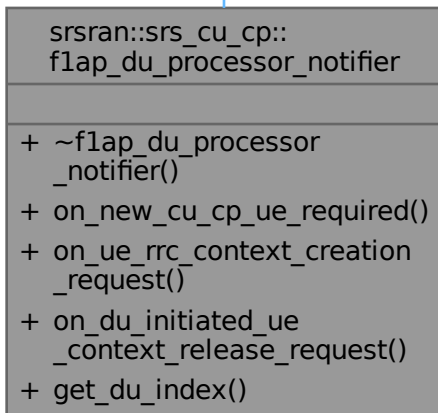 srsran::srs_cu_cp::
f1ap_du_processor_notifier
+ ~f1ap_du_processor
_notifier()
+ on_new_cu_cp_ue_required()
+ on_ue_rrc_context_creation
_request()
+ on_du_initiated_ue
_context_release_request()
+ get_du_index()